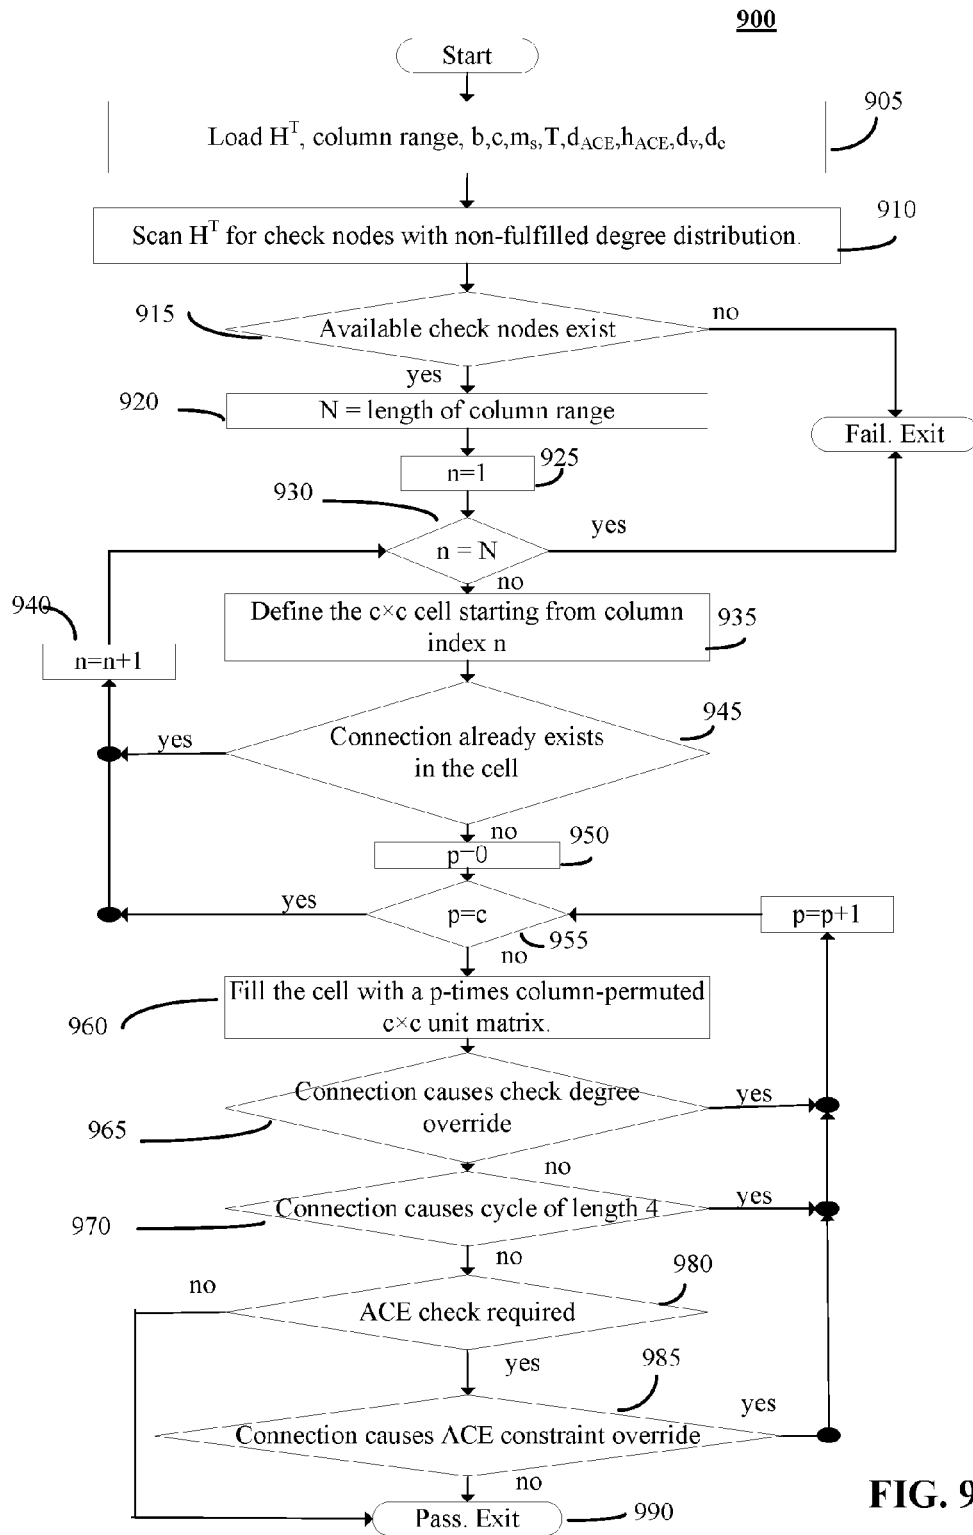 900
Start
905
Load H^T, column range, b,c,m_s,T,d_ACE,h_ACE,d_v,d_c
910
Scan H^T for check nodes with non-fulfilled degree distribution.
915
Available check nodes exist
no
yes
920
N = length of column range
Fail. Exit
925
n=1
930
yes
n = N
no
940
Define the c×c cell starting from column
index n
935
n=n+1
945
yes
Connection already exists
in the cell
no
950
p=0
yes
p=c
p=p+1
955
no
960
Fill the cell with a p-times column-permuted
c×c unit matrix.
Connection causes check degree
override
yes
965
no
Connection causes cycle of length 4
yes
970
no
no
980
ACE check required
yes
985
yes
Connection causes ACE constraint override
no
Pass. Exit
990
FIG. 9